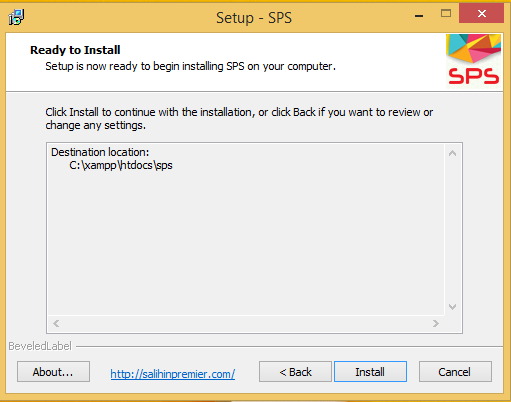 Setup - SPS
Ready to Install
Setup is now ready to begin installing SPS on your computer.
SPS
Click Install to continue with the installation, or click Back if you want to review or
change any settings.
Destination location:
C:\xampp\htdocs\sps
BeveledLabel
About...
http://salihinpremier.com/
< Back
Install
Cancel